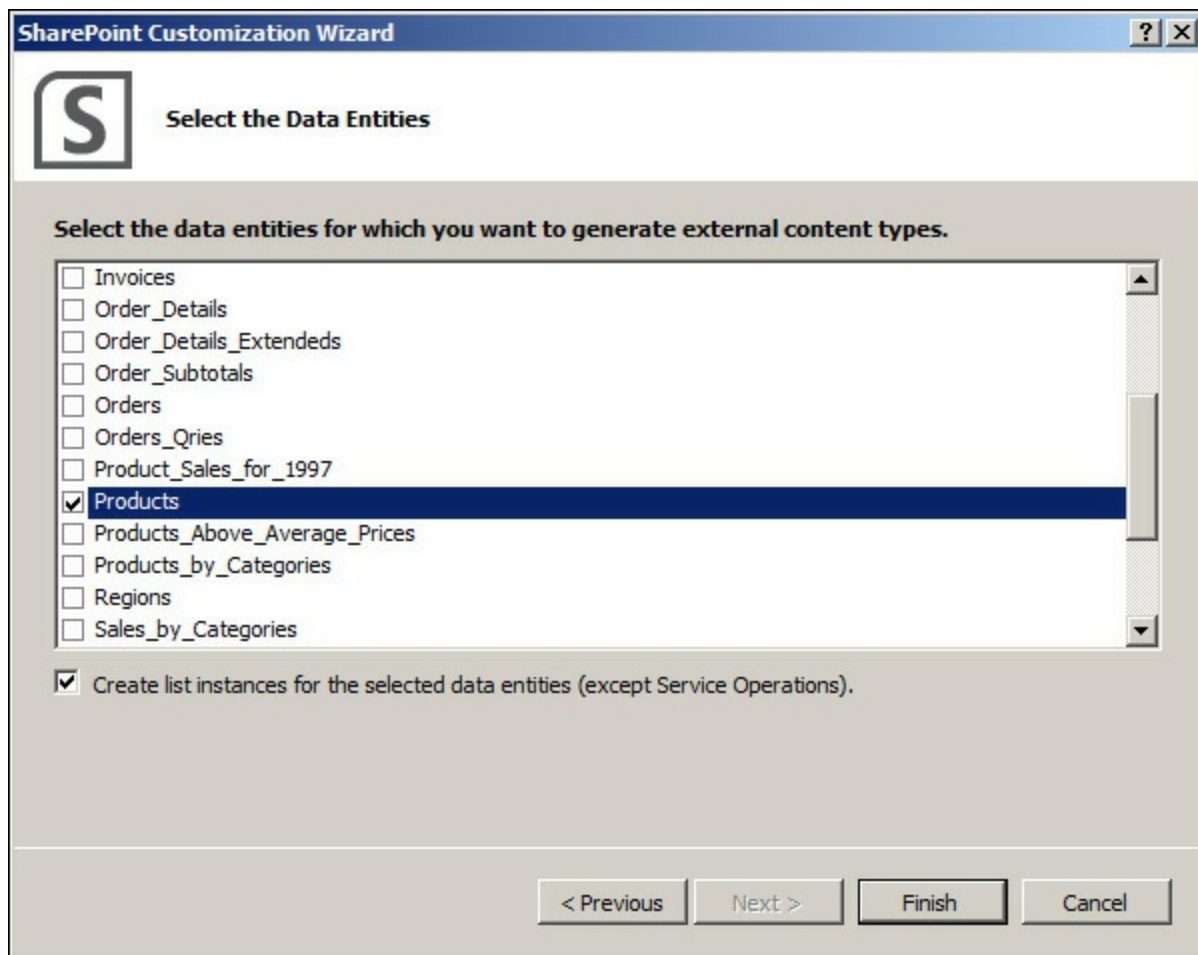 SharePoint Customization Wizard
S
Select the Data Entities
Select the data entities for which you want to generate external content types.
Invoices
Order_Details
Order_Details_Extendeds
Order_Subtotals
Orders
Orders_Qries
Product_Sales_for_1997
Products
Products_Above_Average_Prices
Products_by_Categories
Regions
Sales_by_Categories
Create list instances for the selected data entities (except Service Operations).
< Previous Next > Finish Cancel